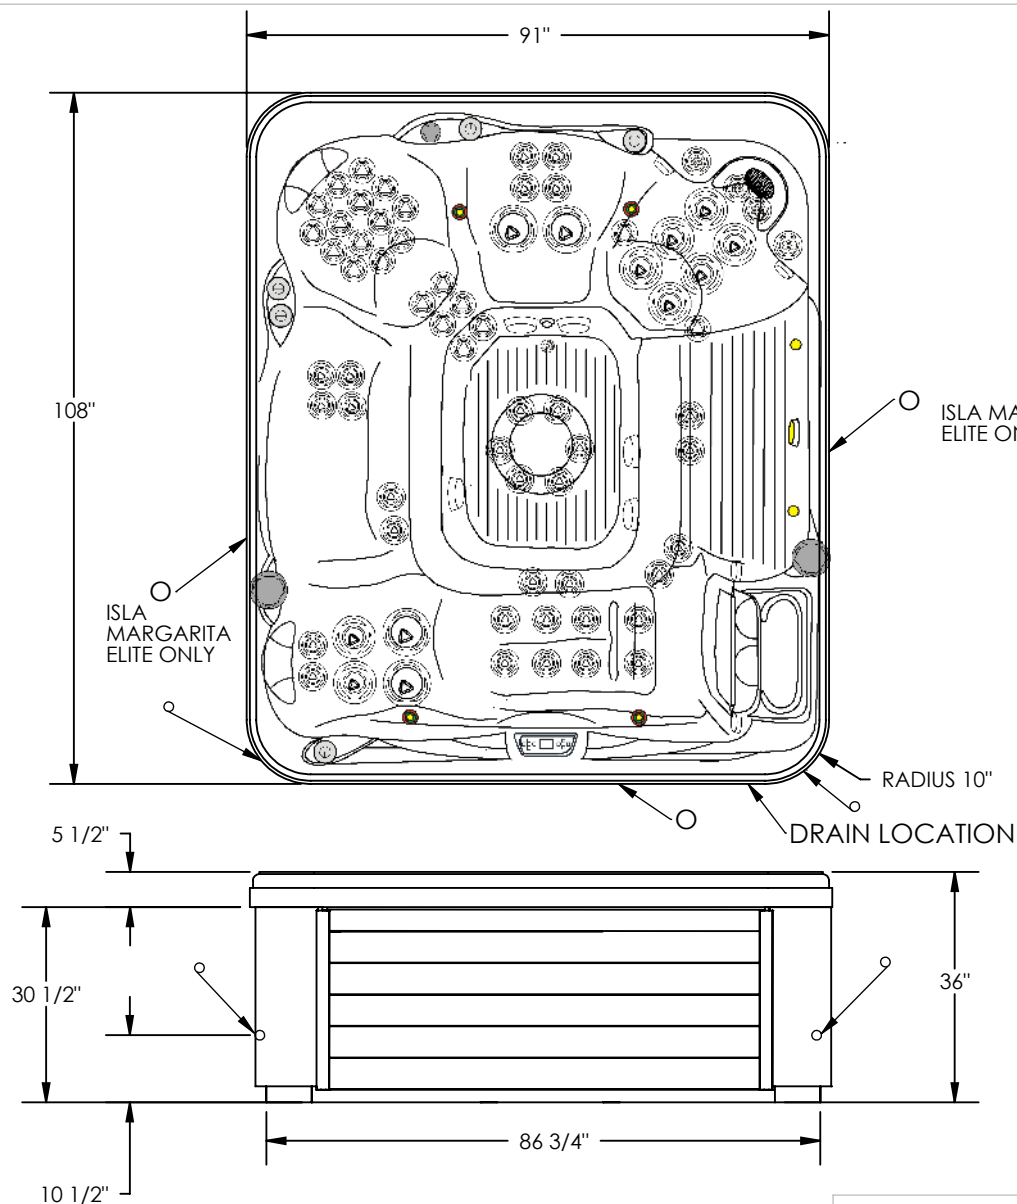 91"
108"
ISLA MA
ELITE ON
ISLA
MARGARITA
ELITE ONLY
RADIUS 10"
DRAIN LOCATION
5 1/2"
30 1/2"
36"
86 3/4"
10 1/2"